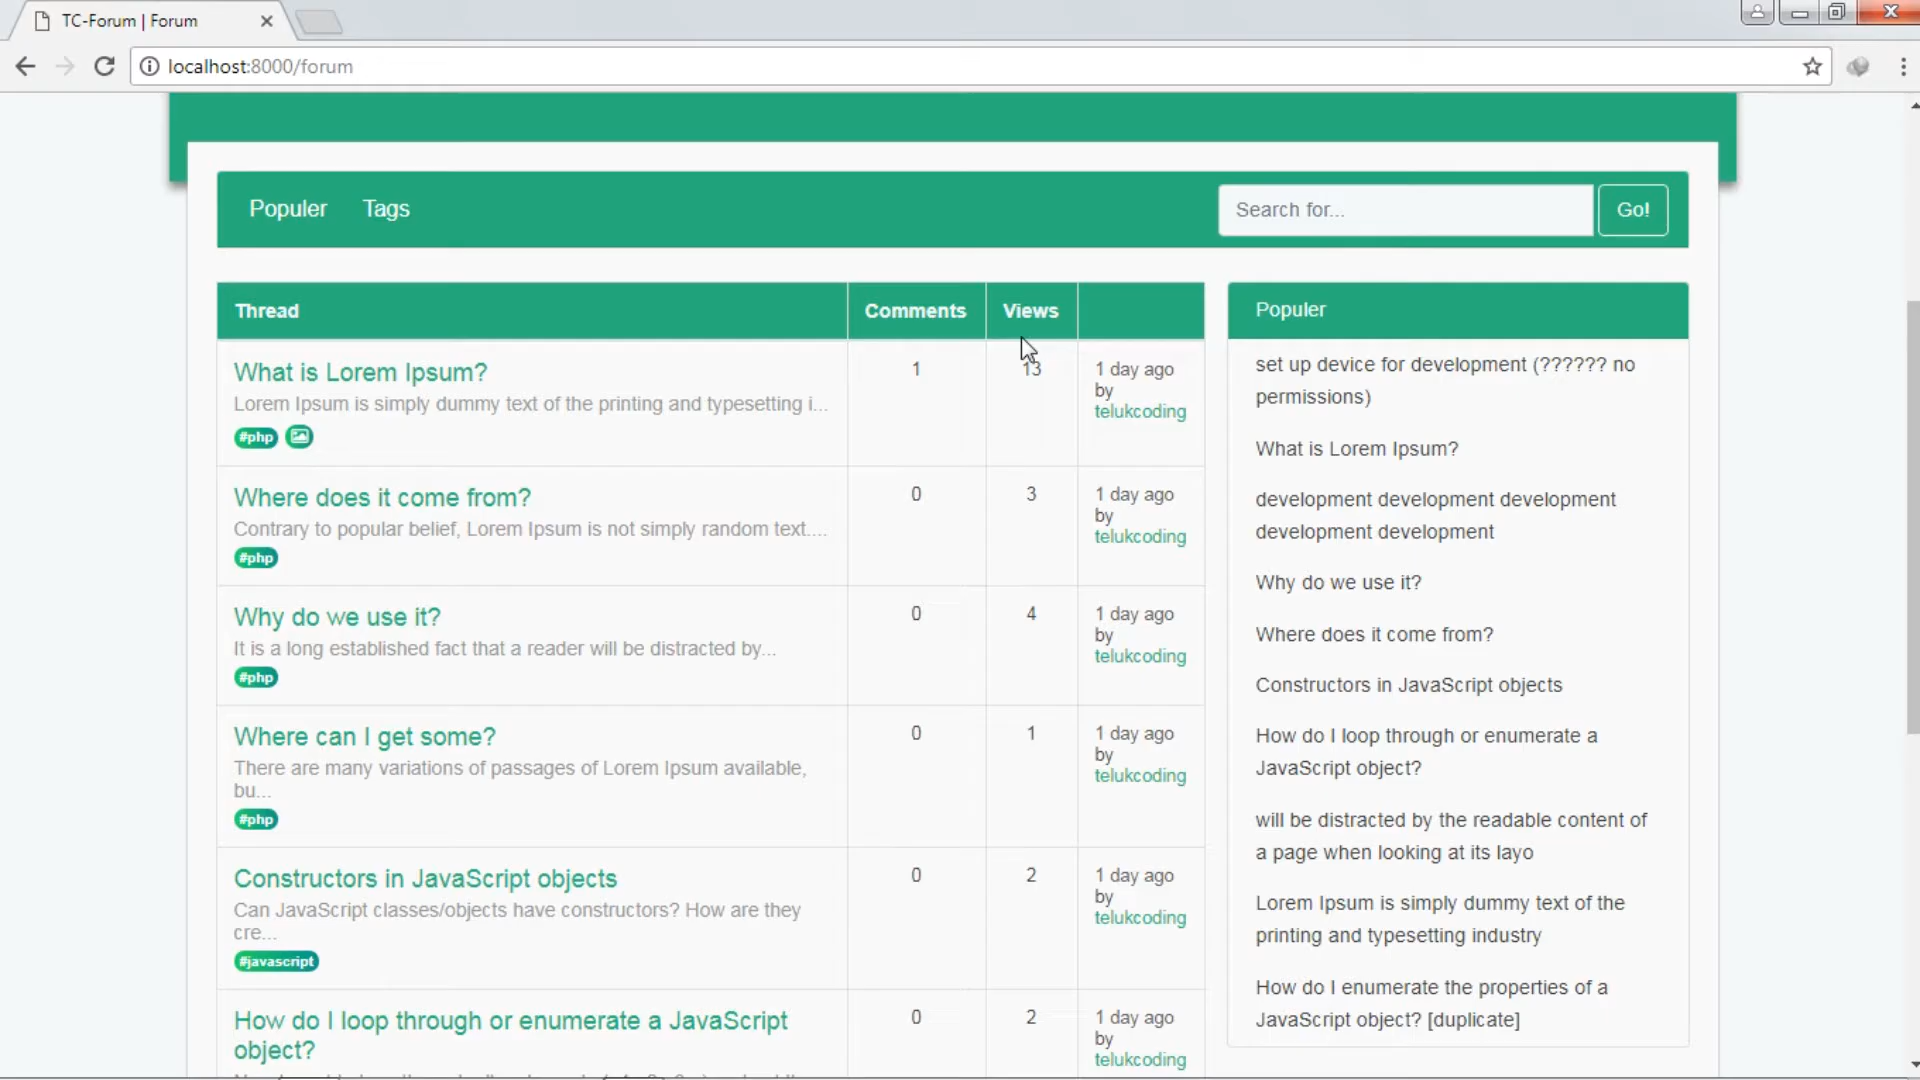 TC-Forum | Forum
localhost:8000/forum
Populer
Tags
Search for...
Go!
Thread
Comments
Views
What is Lorem Ipsum?
Lorem Ipsum is simply dummy text of the printing and typesetting i...
#php
1
13
1 day ago
by
telukcoding
Where does it come from?
Contrary to popular belief, Lorem Ipsum is not simply random text....
#php
0
3
1 day ago
by
telukcoding
Why do we use it?
It is a long established fact that a reader will be distracted by...
#php
0
4
1 day ago
by
telukcoding
Where can I get some?
There are many variations of passages of Lorem Ipsum available,
bu...
#php
0
1
1 day ago
by
telukcoding
Constructors in JavaScript objects
Can JavaScript classes/objects have constructors? How are they
cre...
#javascript
0
2
1 day ago
by
telukcoding
How do I loop through or enumerate a JavaScript
object?
0
2
1 day ago
by
telukcoding
Populer
set up device for development (?????? no
permissions)
What is Lorem Ipsum?
development development development
development development
Why do we use it?
Where does it come from?
Constructors in JavaScript objects
How do I loop through or enumerate a
JavaScript object?
will be distracted by the readable content of
a page when looking at its layo
Lorem Ipsum is simply dummy text of the
printing and typesetting industry
How do I enumerate the properties of a
JavaScript object? [duplicate]